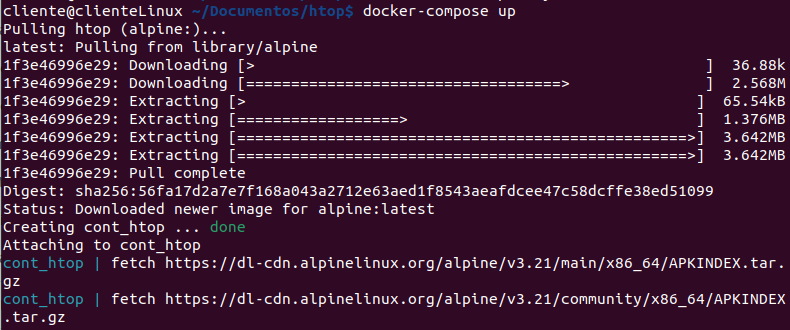 cliente@clienteLinux ~/Documentos/htop$ docker-compose up
Pulling htop (alpine:)...
latest: Pulling from library/alpine
1f3e46996e29: Downloading [>                                                  ]  36.88k
1f3e46996e29: Downloading [===================================>               ]  2.568M
1f3e46996e29: Extracting [>                                                  ]  65.54kB
1f3e46996e29: Extracting [==================>                                ]  1.376MB
1f3e46996e29: Extracting [==================================================>]  3.642MB
1f3e46996e29: Extracting [==================================================>]  3.642MB
1f3e46996e29: Pull complete
Digest: sha256:56fa17d2a7e7f168a043a2712e63aed1f8543aeafdcee47c58dcffe38ed51099
Status: Downloaded newer image for alpine:latest
Creating cont_htop ... done
Attaching to cont_htop
cont_htop | fetch https://dl-cdn.alpinelinux.org/alpine/v3.21/main/x86_64/APKINDEX.tar.
gz
cont_htop | fetch https://dl-cdn.alpinelinux.org/alpine/v3.21/community/x86_64/APKINDEX
.tar.gz